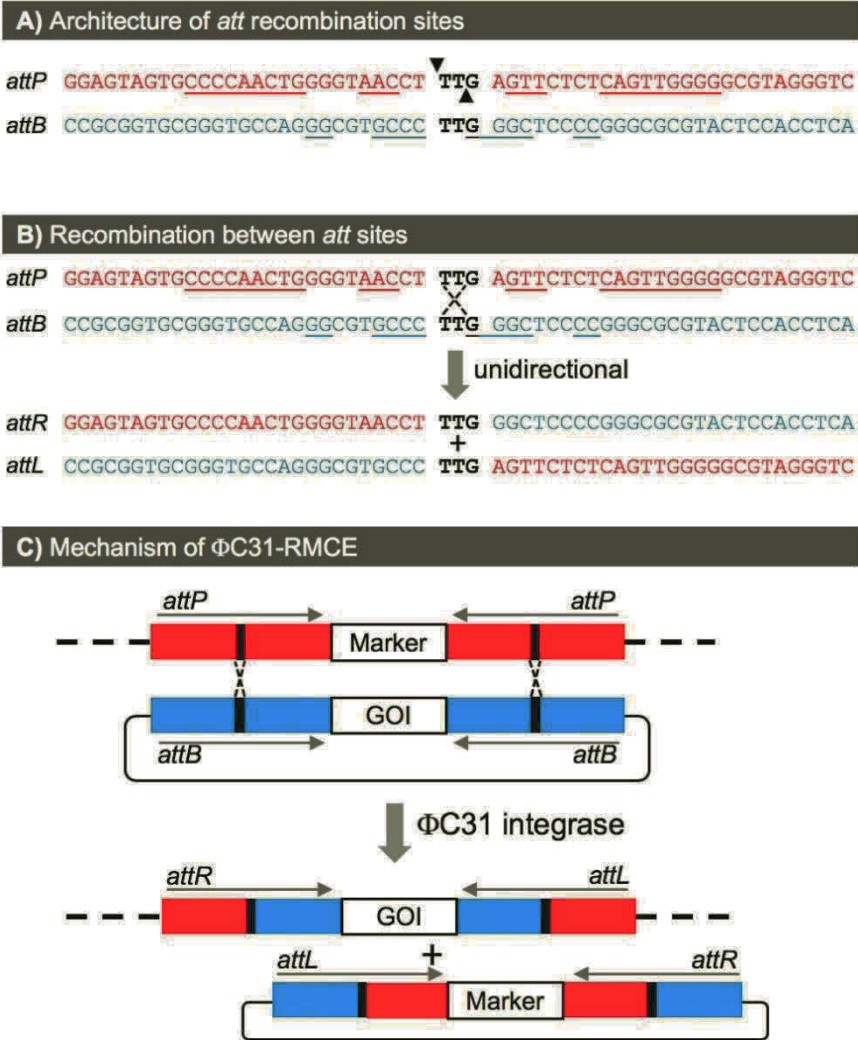 A) Architecture of att recombination sites
attP GGAGTAGTGCCCCAACTGGGGTAACCT TTG AGTTCTCTCAGTTGGGGGCGTAGGGTC
attB CCGCGGTGCGGGTGCCAGGGCGTGCCC TTG GGCTCCCCGGGCGCGTACTCCACCTCA
B) Recombination between att sites
attP GGAGTAGTGCCCCAACTGGGGTAACCT TTG AGTTCTCTCAGTTGGGGGCGTAGGGTC
attB CCGCGGTGCGGGTGCCAGGGCGTGCCC TTG GGCTCCCCGGGCGCGTACTCCACCTCA
unidirectional
attR GGAGTAGTGCCCCAACTGGGGTAACCT TTG GGCTCCCCGGGCGCGTACTCCACCTCA
+
attL CCGCGGTGCGGGTGCCAGGGCGTGCCC TTG AGTTCTCTCAGTTGGGGGCGTAGGGTC
C) Mechanism of ΦC31-RMCE
attP attP
Marker
GOI
attB attB
ΦC31 integrase
attR attL
GOI
+
attL attR
Marker